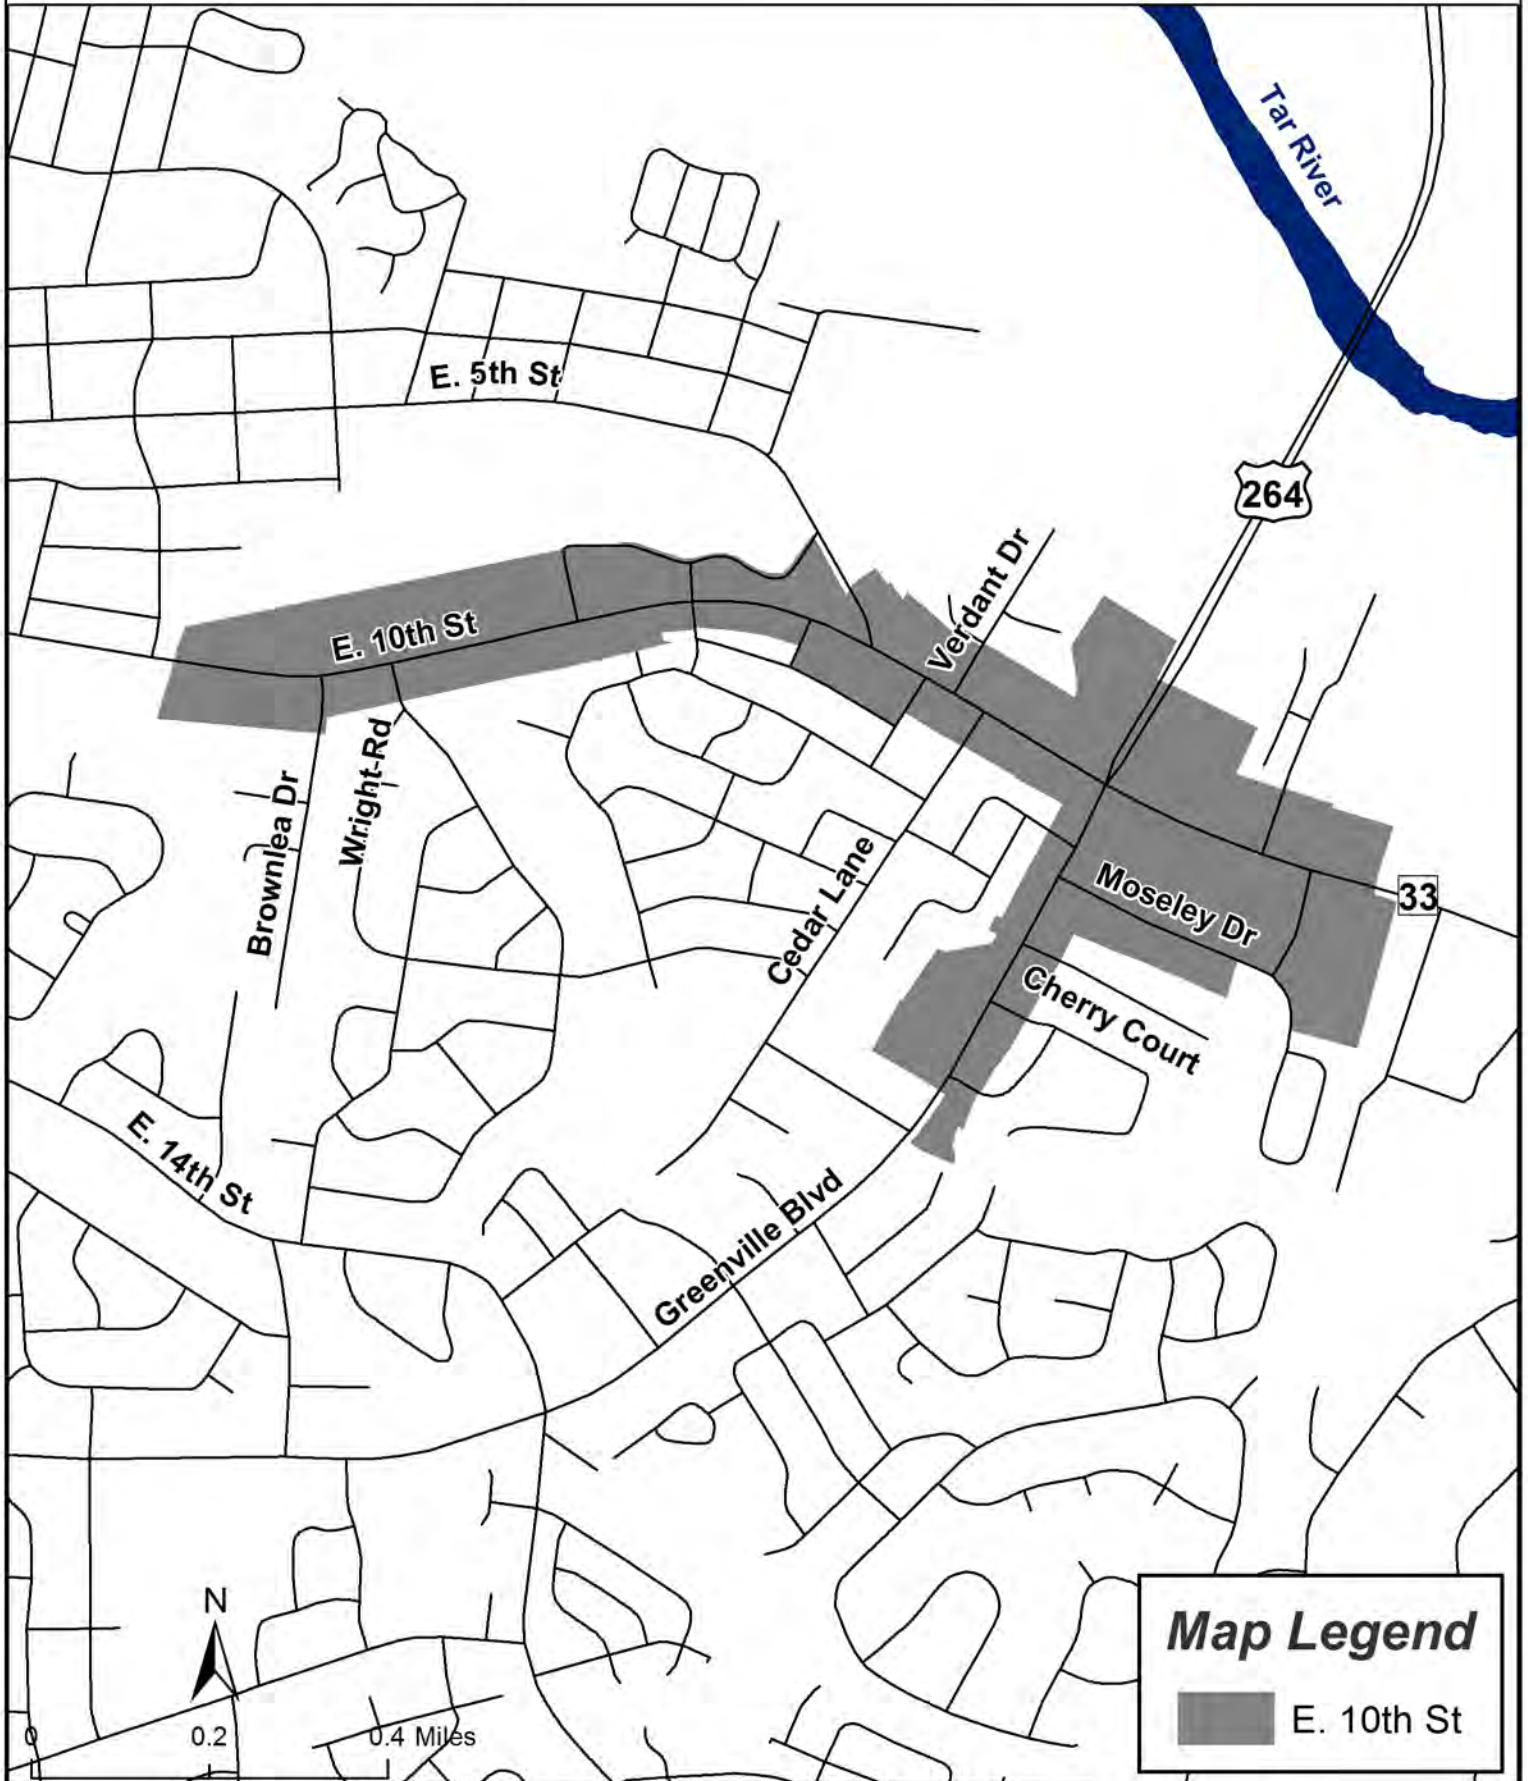 Tar River
E. 5th St
264
Verdant Dr
E. 10th St
Wright Rd
Brownlea Dr
Cedar Lane
Moseley Dr
33
Cherry Court
E. 14th St
Greenville Blvd
N
0 0.2 0.4 Miles
Map Legend
E. 10th St